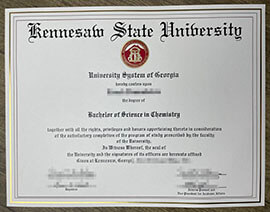 Kennesaw State University
University System of Georgia
hereby confers upon
the degree of
Bachelor of Science in Chemistry
together with all the rights, privileges and honors appertaining thereto in consideration
of the satisfactory completion of the program of study prescribed by the faculty
of the University,
In Witness Whereof, the seal of
the University and the signatures of its officers are hereunto affixed
Given at Kennesaw, Georgia,